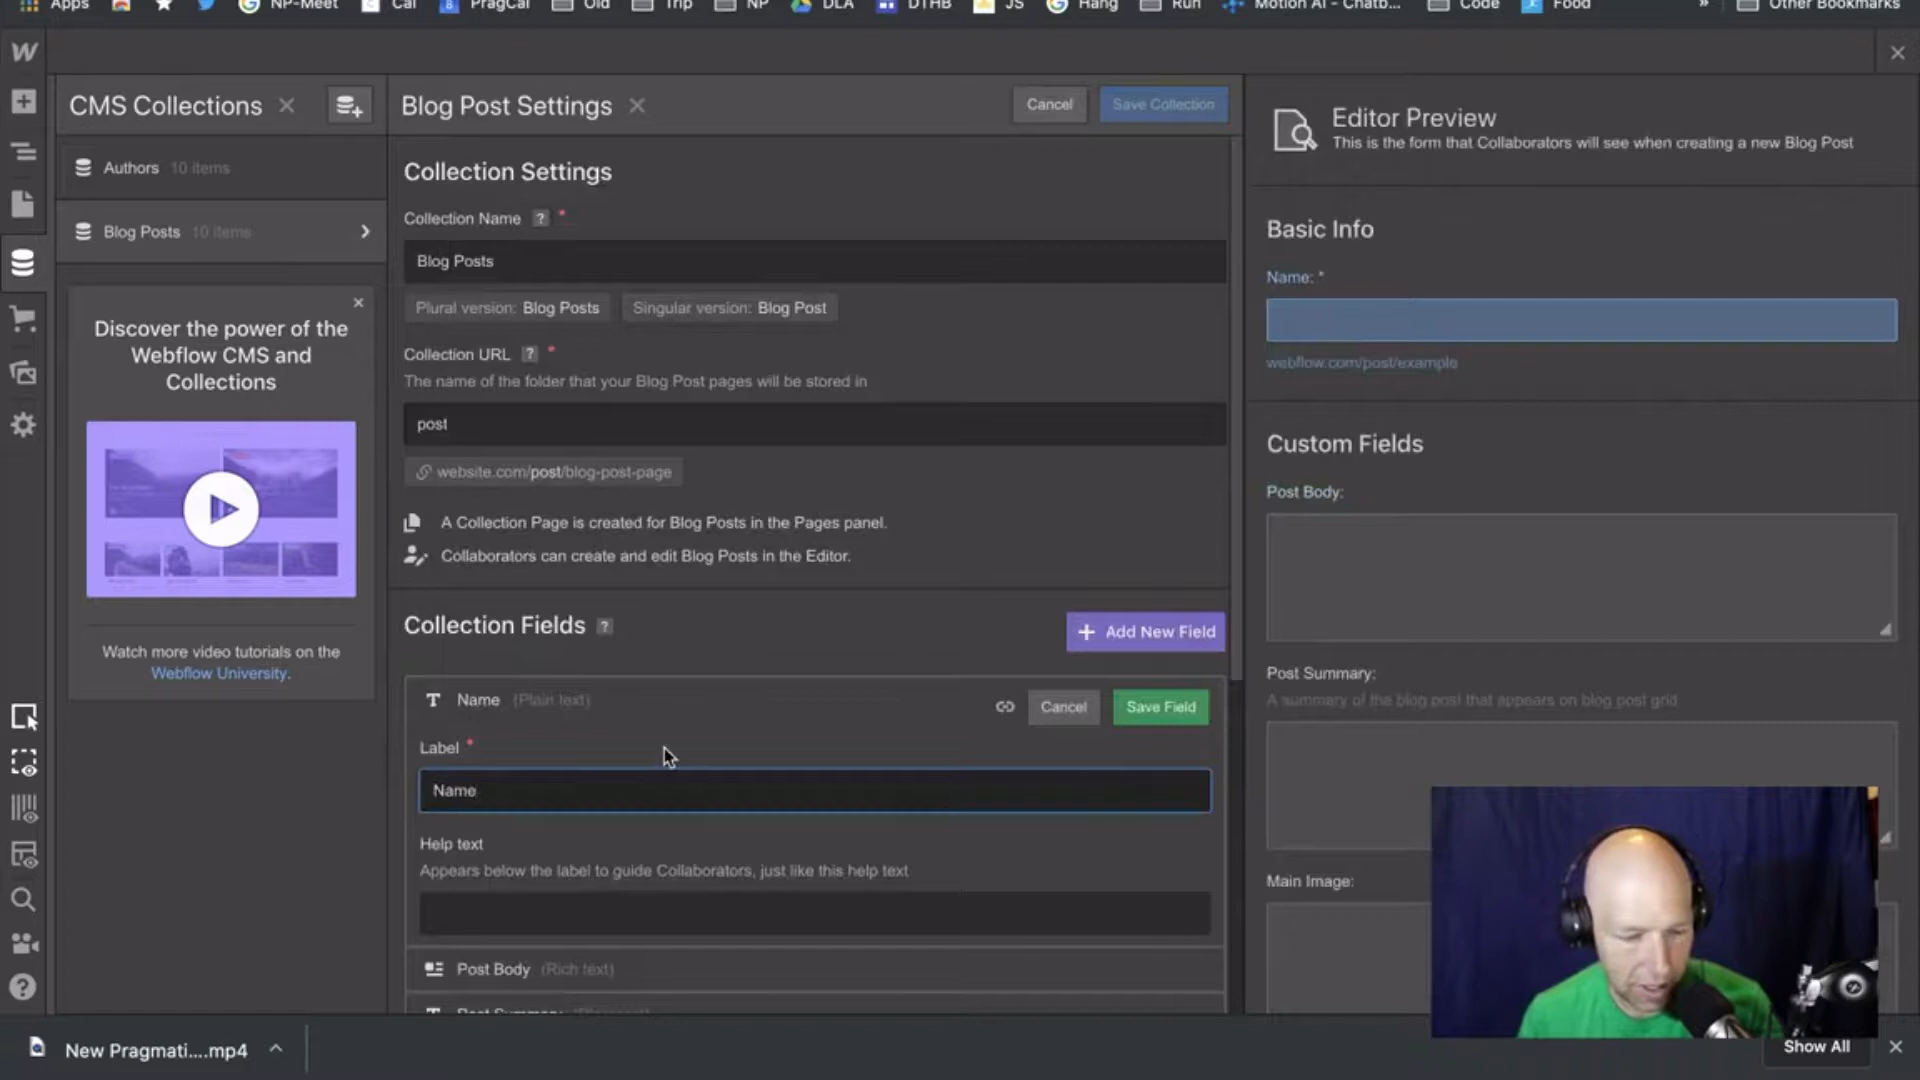 Apps
NP-Meet
Cal
PragCal
Old
Trip
NP
DLA
DTHB
JS
Hang
Run
Motion AI - Chatb...
Code
Food
»
Other Bookmarks
W
CMS Collections
Authors 10 items
Blog Posts 10 items
Discover the power of the
Webflow CMS and
Collections
Watch more video tutorials on the
Webflow University.
Blog Post Settings
Cancel
Save Collection
Collection Settings
Collection Name ? *
Blog Posts
Plural version: Blog Posts
Singular version: Blog Post
Collection URL ? *
The name of the folder that your Blog Post pages will be stored in
post
website.com/post/blog-post-page
A Collection Page is created for Blog Posts in the Pages panel.
Collaborators can create and edit Blog Posts in the Editor.
Collection Fields ?
+ Add New Field
T Name (Plain text)
Cancel
Save Field
Label *
Name
Help text
Appears below the label to guide Collaborators, just like this help text
Post Body (Rich text)
Post Summary (Plain text)
Editor Preview
This is the form that Collaborators will see when creating a new Blog Post
Basic Info
Name: *
webflow.com/post/example
Custom Fields
Post Body:
Post Summary:
A summary of the blog post that appears on blog post grid
Main Image:
New Pragmati....mp4
Show All